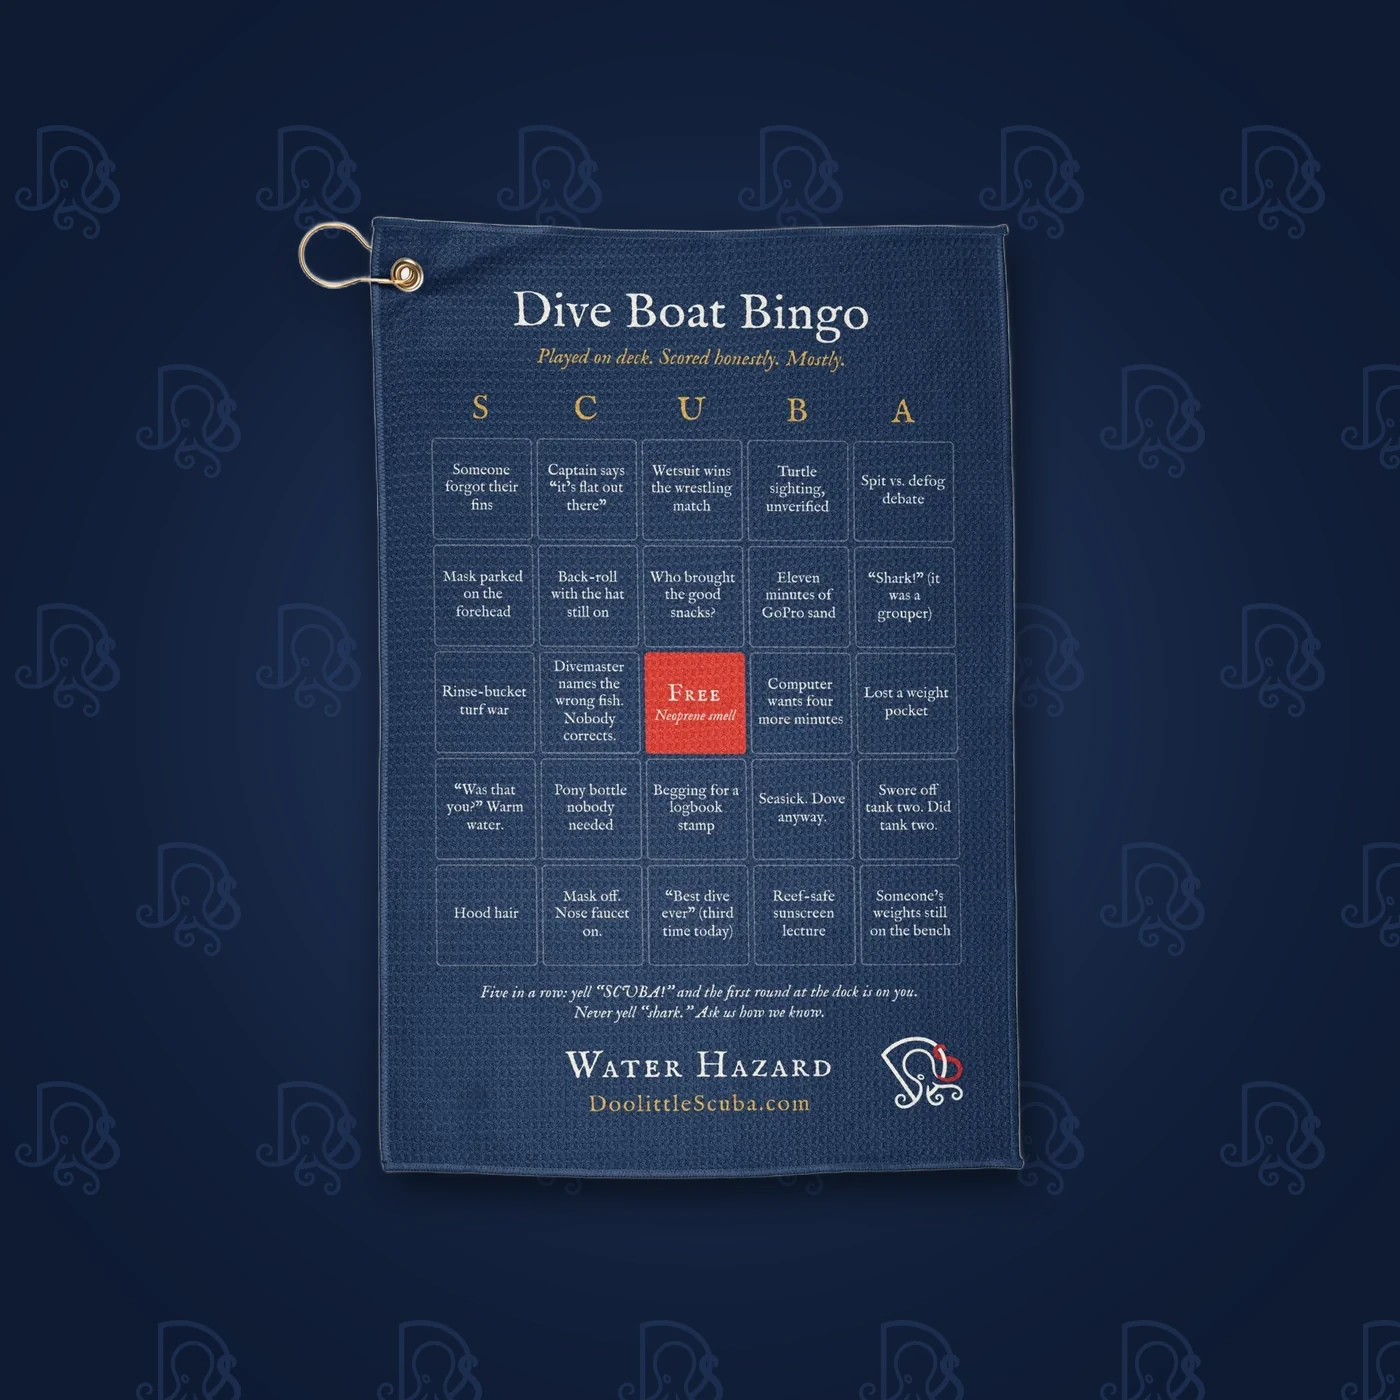 Dive Boat Bingo
Played on deck. Scored honestly. Mostly.
S C U B A
Someone
forgot their
fins
Captain says
“it’s flat out
there”
Wetsuit wins
the wrestling
match
Turtle
sighting,
unverified
Spit vs. defog
debate
Mask parked
on the
forehead
Back-roll
with the hat
still on
Who brought
the good
snacks?
Eleven
minutes of
GoPro sand
“Shark!” (it
was a
grouper)
Rinse-bucket
turf war
Divemaster
names the
wrong fish.
Nobody
corrects.
Free
Neoprene smell
Computer
wants four
more minutes
Lost a weight
pocket
“Was that
you?” Warm
water.
Pony bottle
nobody
needed
Begging for a
logbook
stamp
Seasick. Dove
anyway.
Swore off
tank two. Did
tank two.
Hood hair
Mask off.
Nose faucet
on.
“Best dive
ever” (third
time today)
Reef-safe
sunscreen
lecture
Someone’s
weights still
on the bench
Five in a row: yell “SCUBA!” and the first round at the dock is on you.
Never yell “shark.” Ask us how we know.
Water Hazard
DoolittleScuba.com